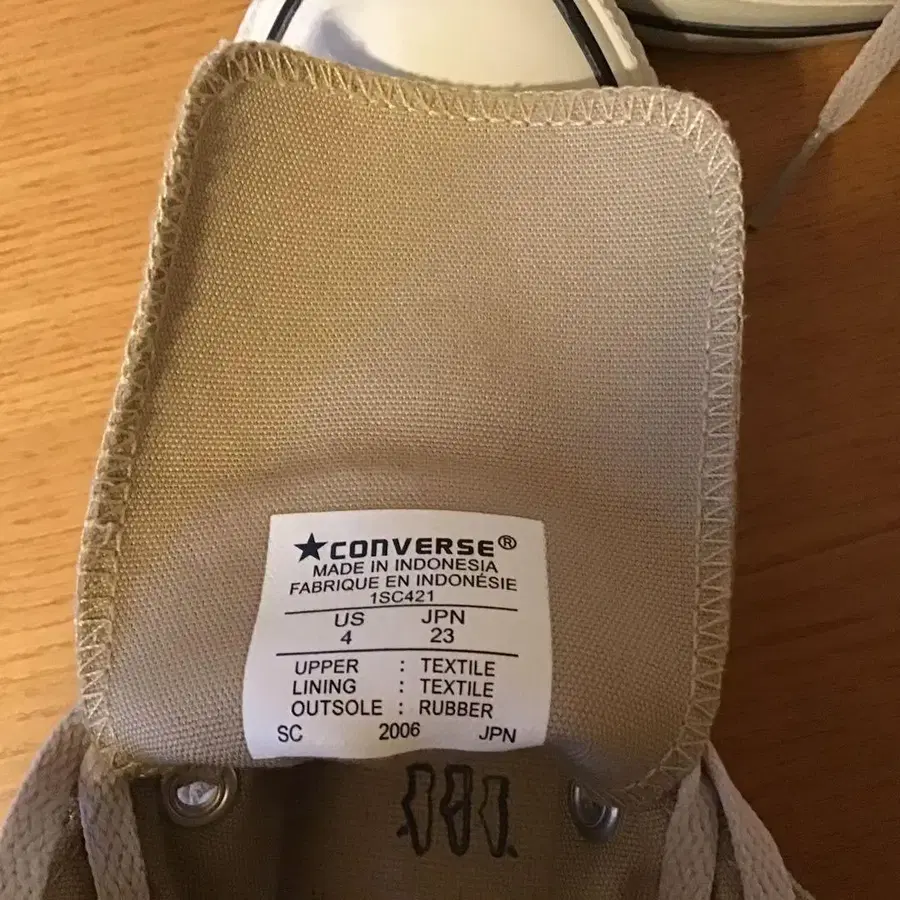 ★CONVERSE®
MADE IN INDONESIA
FABRIQUE EN INDONÉSIE
1SC421
US JPN
4 23
UPPER : TEXTILE
LINING : TEXTILE
OUTSOLE : RUBBER
SC 2006 JPN